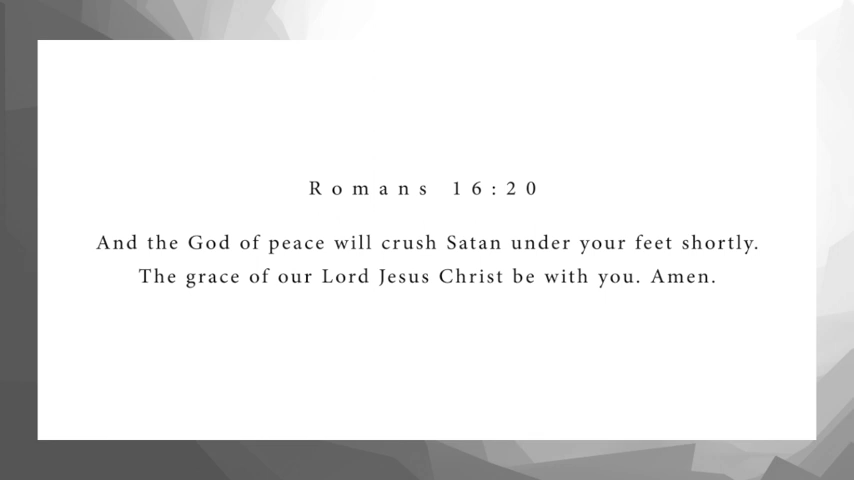 Romans 16:20
And the God of peace will crush Satan under your feet shortly.
The grace of our Lord Jesus Christ be with you. Amen.